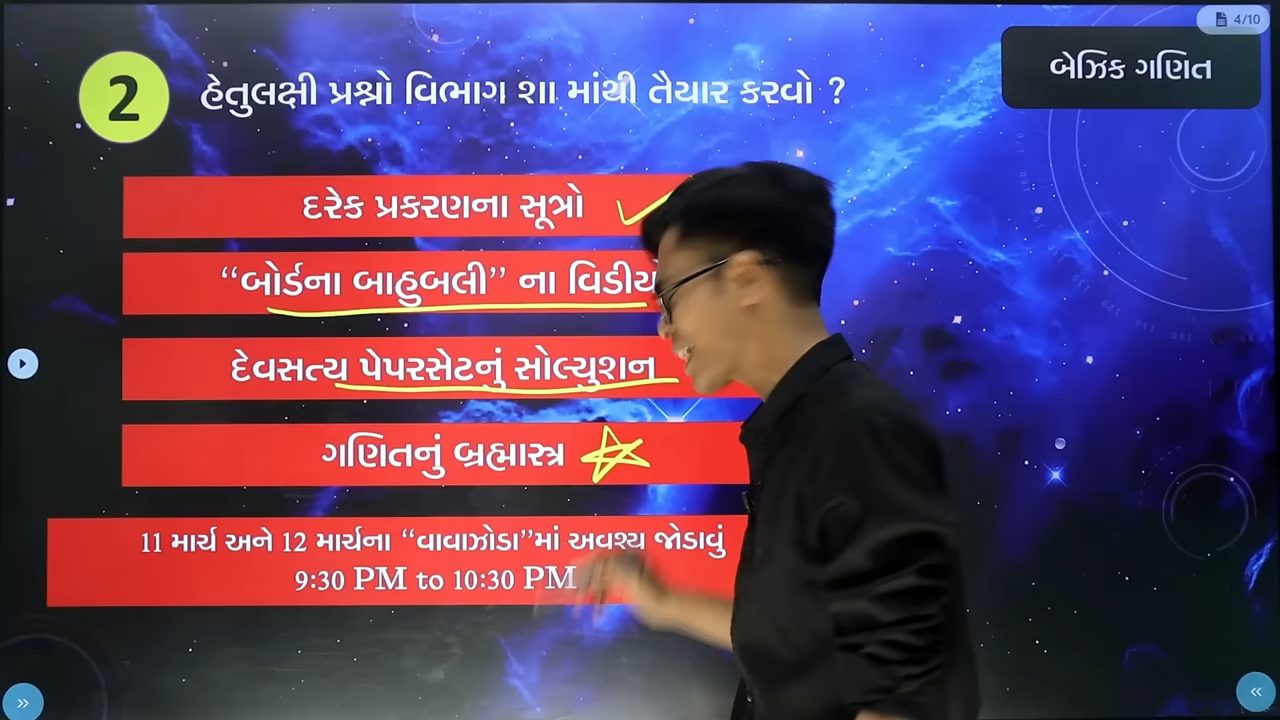 4/10
બેઝિક ગણિત
2
હેતુલક્ષી પ્રશ્નો વિભાગ શા માંથી તૈયાર કરવો ?
દરેક પ્રકરણના સૂત્રો
“બોર્ડના બાહુબલી” ના
દેવસત્ય પેપરસેટનું સોલ્યુશન
ગણિતનું બ્રહ્માસ્ત્ર
11 માર્ચ અને 12 માર્ચના “વાવાઝોડા”માં અવશ્ય જોડાવું
9:30 PM to 10:30 PM